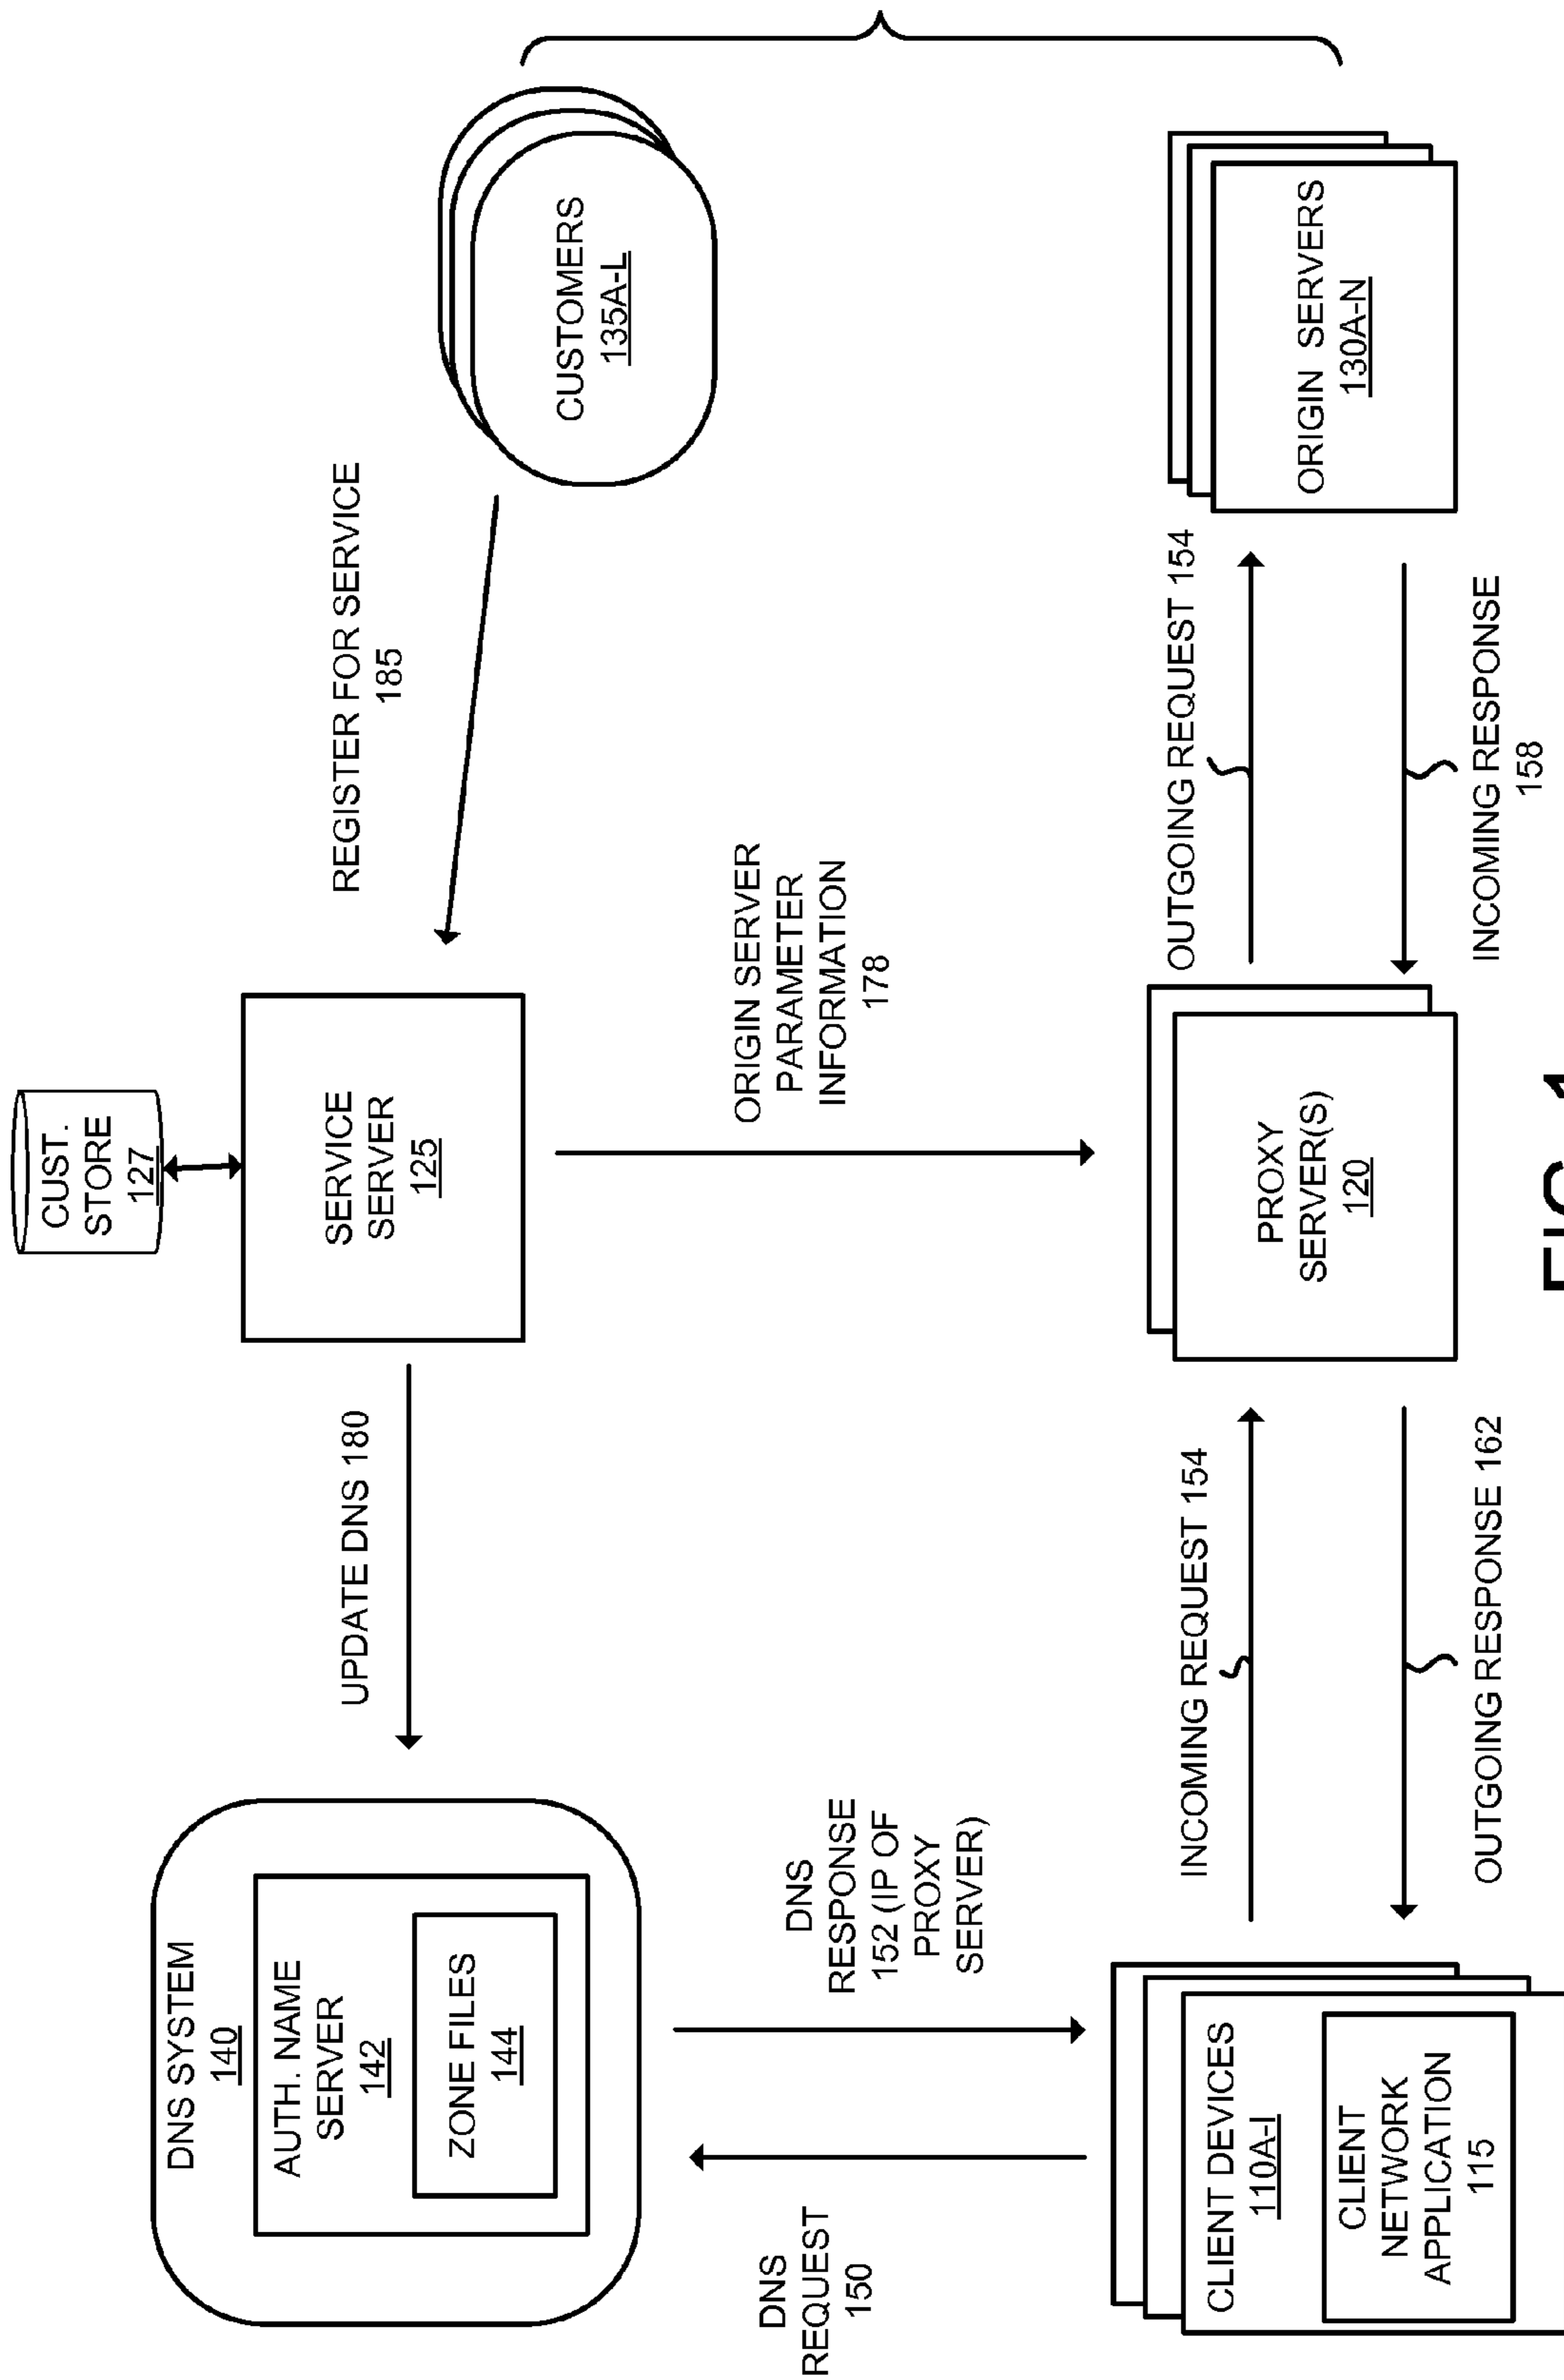 CUST.
STORE
127
REGISTER FOR SERVICE
185
CUSTOMERS
135A-L
SERVICE
SERVER
125
UPDATE DNS 180
DNS SYSTEM
140
AUTH. NAME
SERVER
142
ZONE FILES
144
ORIGIN SERVER
PARAMETER
INFORMATION
178
DNS
REQUEST
150
DNS
RESPONSE
152 (IP OF
PROXY
SERVER)
CLIENT DEVICES
110A-I
CLIENT
NETWORK
APPLICATION
115
INCOMING REQUEST 154
OUTGOING RESPONSE 162
PROXY
SERVER(S)
120
OUTGOING REQUEST 154
INCOMING RESPONSE
158
ORIGIN SERVERS
130A-N
FIG. 1